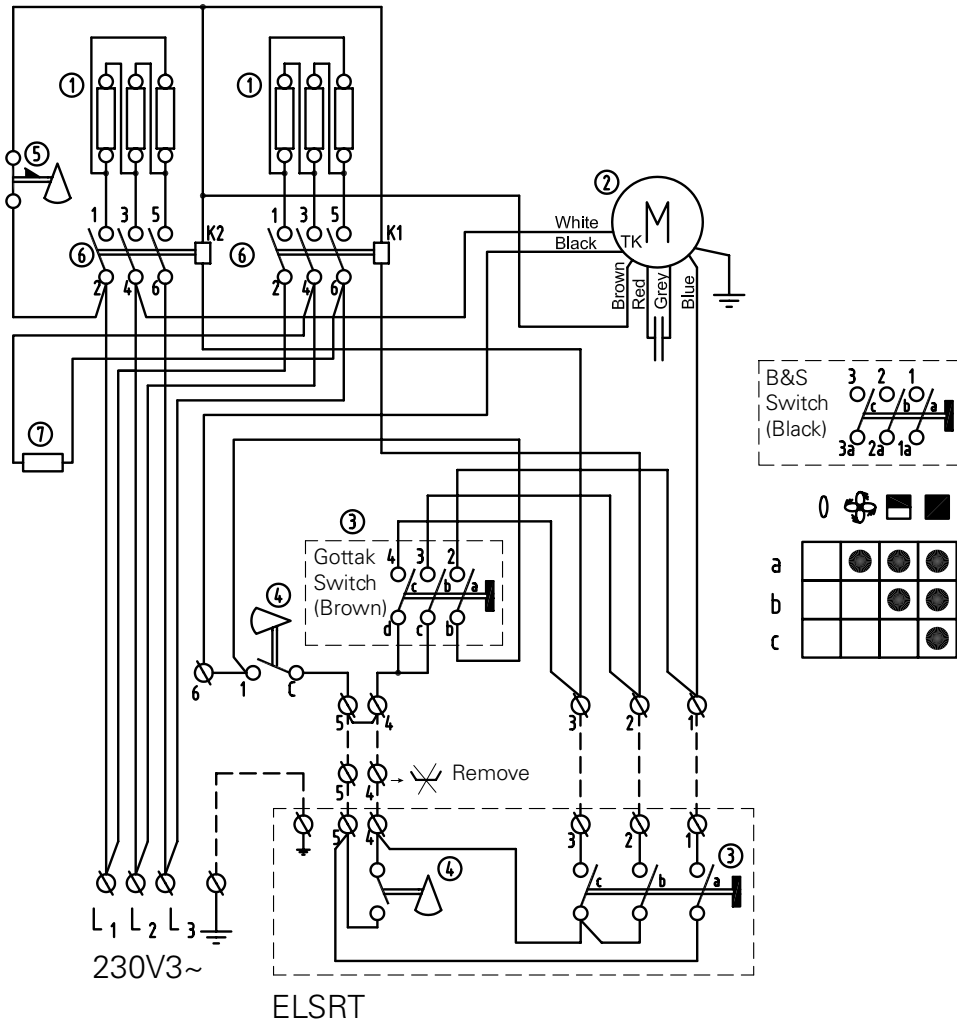 ① ①
⑤ ②
1 3 5 K2
1 3 5 K1
White
Black
TK M
⑥ ⑥
2 4 6
2 4 6
Brown
Red
Grey
Blue
B&S
Switch
(Black)
3 2 1
c b a
3a 2a 1a
⑦
③
Gottak
Switch
(Brown)
4 3 2
c b a
d c b
④
6 1 C
5 4 3 2 1
a
b
c
5 4 Remove
5 4 3 2 1
④ ③
c b a
L1 L2 L3
230V3~
ELSRT